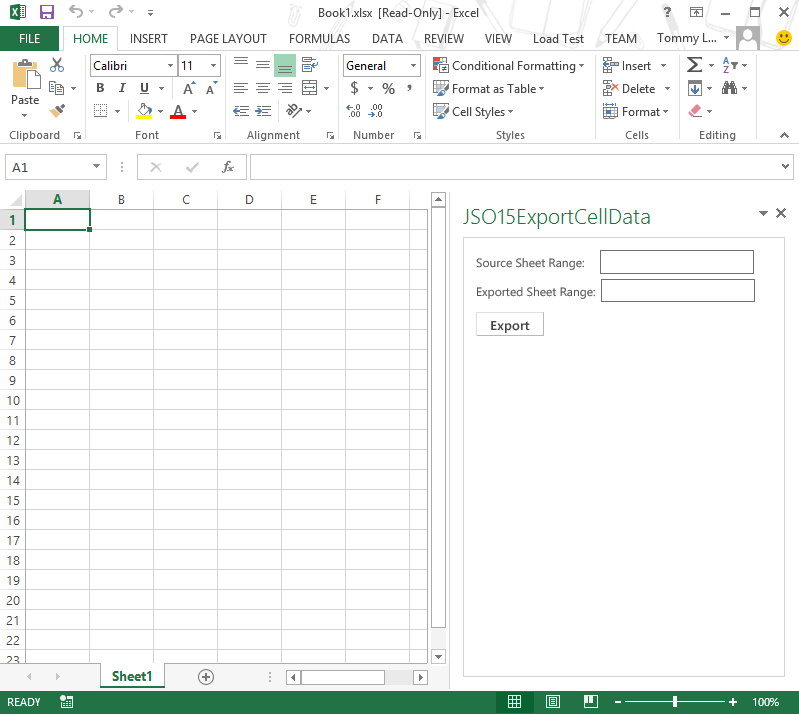 Book1.xlsx [Read-Only] - Excel
FILE HOME INSERT PAGE LAYOUT FORMULAS DATA REVIEW VIEW Load Test TEAM Tommy L...
Paste
Calibri 11
B I U A A
A
General
$ % ,
.00 .00
Conditional Formatting
Format as Table
Cell Styles
Insert
Delete
Format
Clipboard Font Alignment Number Styles Cells Editing
A1 fx
A B C D E F
1
2
3
4
5
6
7
8
9
10
11
12
13
14
15
16
17
18
19
20
21
22
23
JSO15ExportCellData
Source Sheet Range:
Exported Sheet Range:
Export
Sheet1
READY 100%